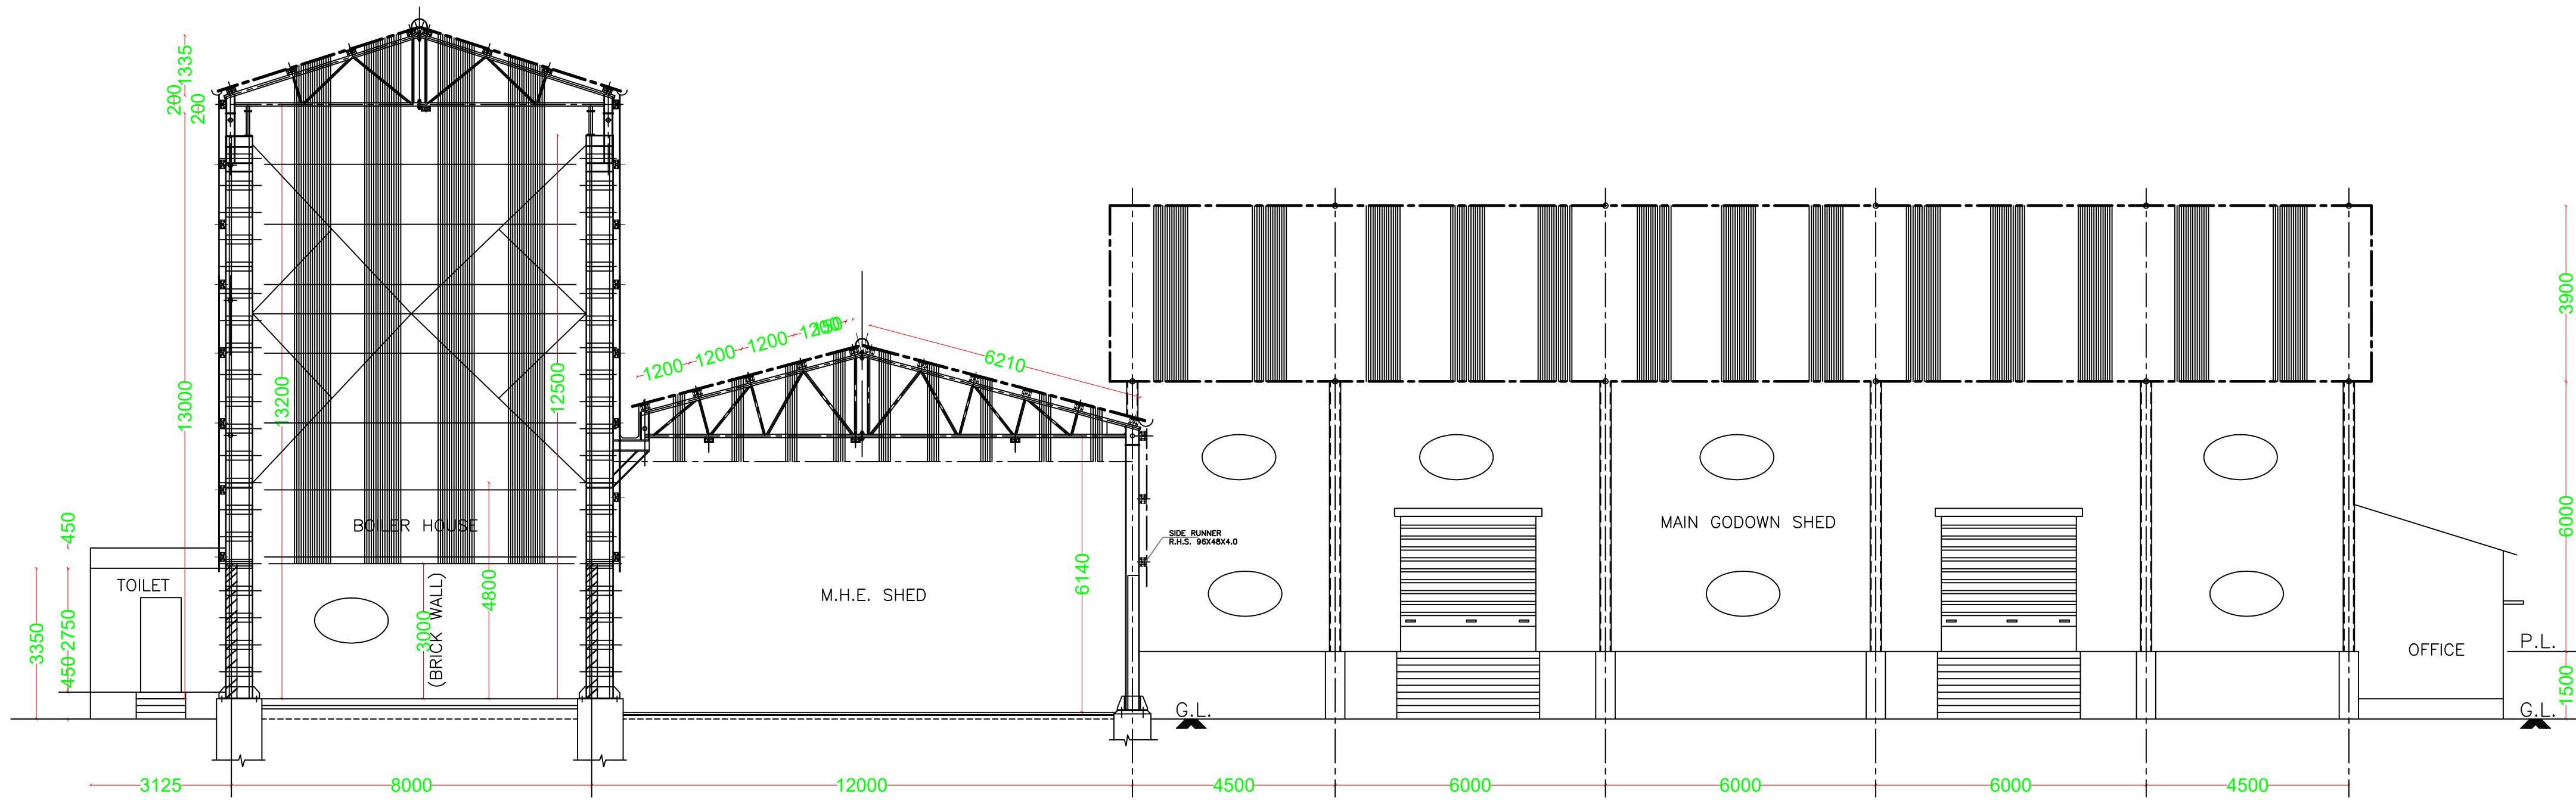 1335
200
200
13000
13200
12500
1200
1200
1200
1200
150
6210
3900
6000
1500
450
3350
2750
450
TOILET
BOILER HOUSE
3000
(BRICK WALL)
4800
M.H.E. SHED
6140
SIDE RUNNER
R.H.S. 96X48X4.0
MAIN GODOWN SHED
OFFICE
P.L.
G.L.
G.L.
3125
8000
12000
4500
6000
6000
6000
4500